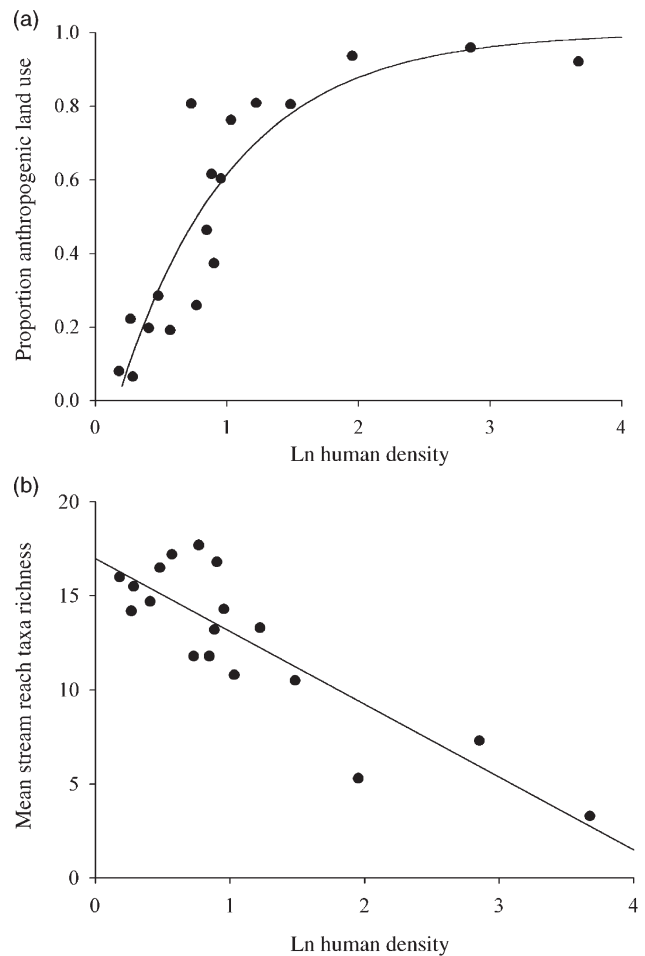 (a)
1.0
0.8
0.6
0.4
0.2
0.0
Proportion anthropogenic land use
0 1 2 3 4
Ln human density
(b)
20
15
10
5
0
Mean stream reach taxa richness
0 1 2 3 4
Ln human density